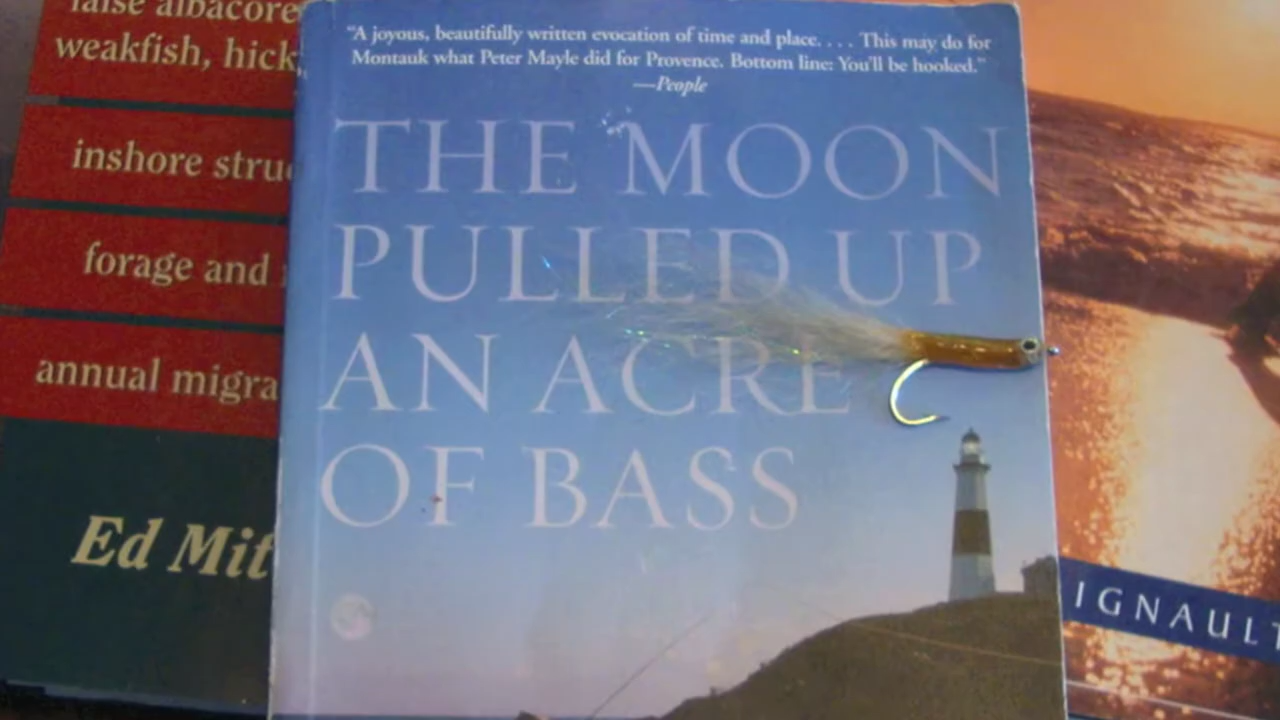 false albacore
weakfish, hick
inshore stru
forage and
annual migra
Ed Mit
"A joyous, beautifully written evocation of time and place. . . . This may do for
Montauk what Peter Mayle did for Provence. Bottom line: You'll be hooked."
—People
THE MOON
PULLED UP
AN ACRE
OF BASS
IGNAULT